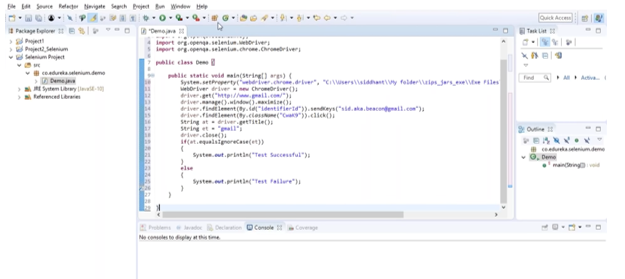 File Edit Source Refactor Navigate Search Project Run Window Help
Quick Access
Package Explorer
Project1
Project2_Selenium
Selenium Project
src
co.edureka.selenium.demo
Demo.java
JRE System Library [JavaSE-10]
Referenced Libraries
*Demo.java
import org.openqa.selenium.WebDriver;
import org.openqa.selenium.chrome.ChromeDriver;
public class Demo {
public static void main(String[] args) {
System.setProperty("webdriver.chrome.driver", "C:\\Users\\siddhant\\My folder\\zips_jars_exe\\Exe Files
WebDriver driver = new ChromeDriver();
driver.get("http://www.gmail.com/");
driver.manage().window().maximize();
driver.findElement(By.id("identifierId")).sendKeys("sid.aka.beacon@gmail.com");
driver.findElement(By.className("CwaK9")).click();
String at = driver.getTitle();
String et = "gmail";
driver.close();
if(at.equalsIgnoreCase(et))
{
System.out.println("Test Successful");
}
else
{
System.out.println("Test Failure");
}
}
}
Task List
Find
All
Activa...
Outline
co.edureka.selenium.demo
Demo
main(String[]) : void
Problems Javadoc Declaration Console Coverage
No consoles to display at this time.